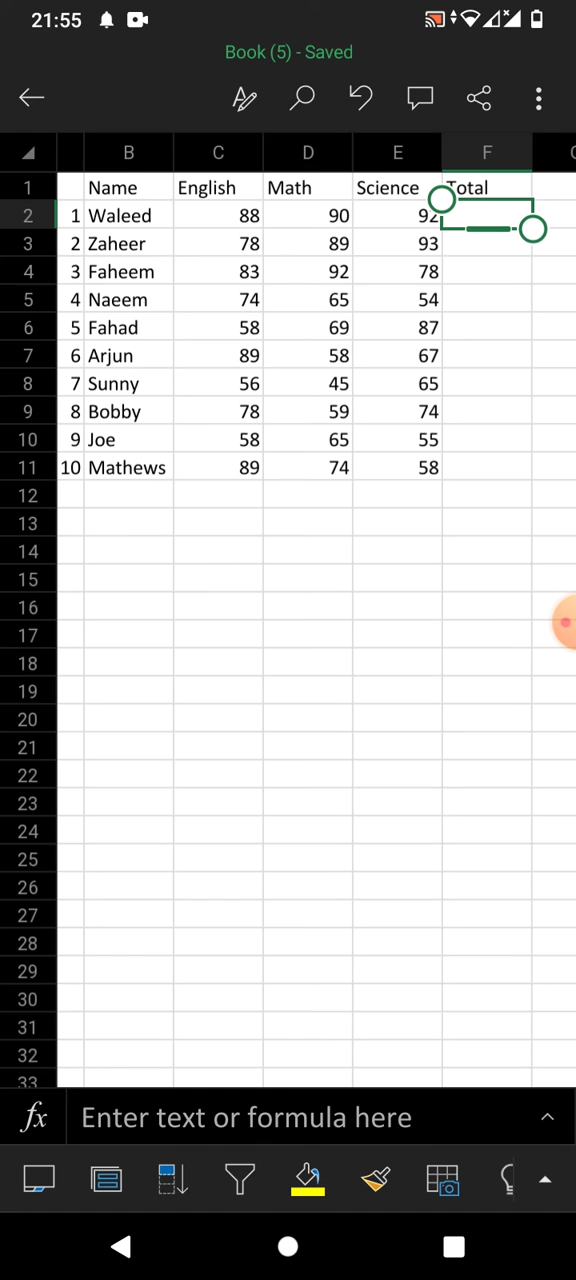 21:55
Book (5) - Saved
B C D E F
1 Name English Math Science Total
2 1 Waleed 88 90 92
3 2 Zaheer 78 89 93
4 3 Faheem 83 92 78
5 4 Naeem 74 65 54
6 5 Fahad 58 69 87
7 6 Arjun 89 58 67
8 7 Sunny 56 45 65
9 8 Bobby 78 59 74
10 9 Joe 58 65 55
11 10 Mathews 89 74 58
12
13
14
15
16
17
18
19
20
21
22
23
24
25
26
27
28
29
30
31
32
33
fx Enter text or formula here